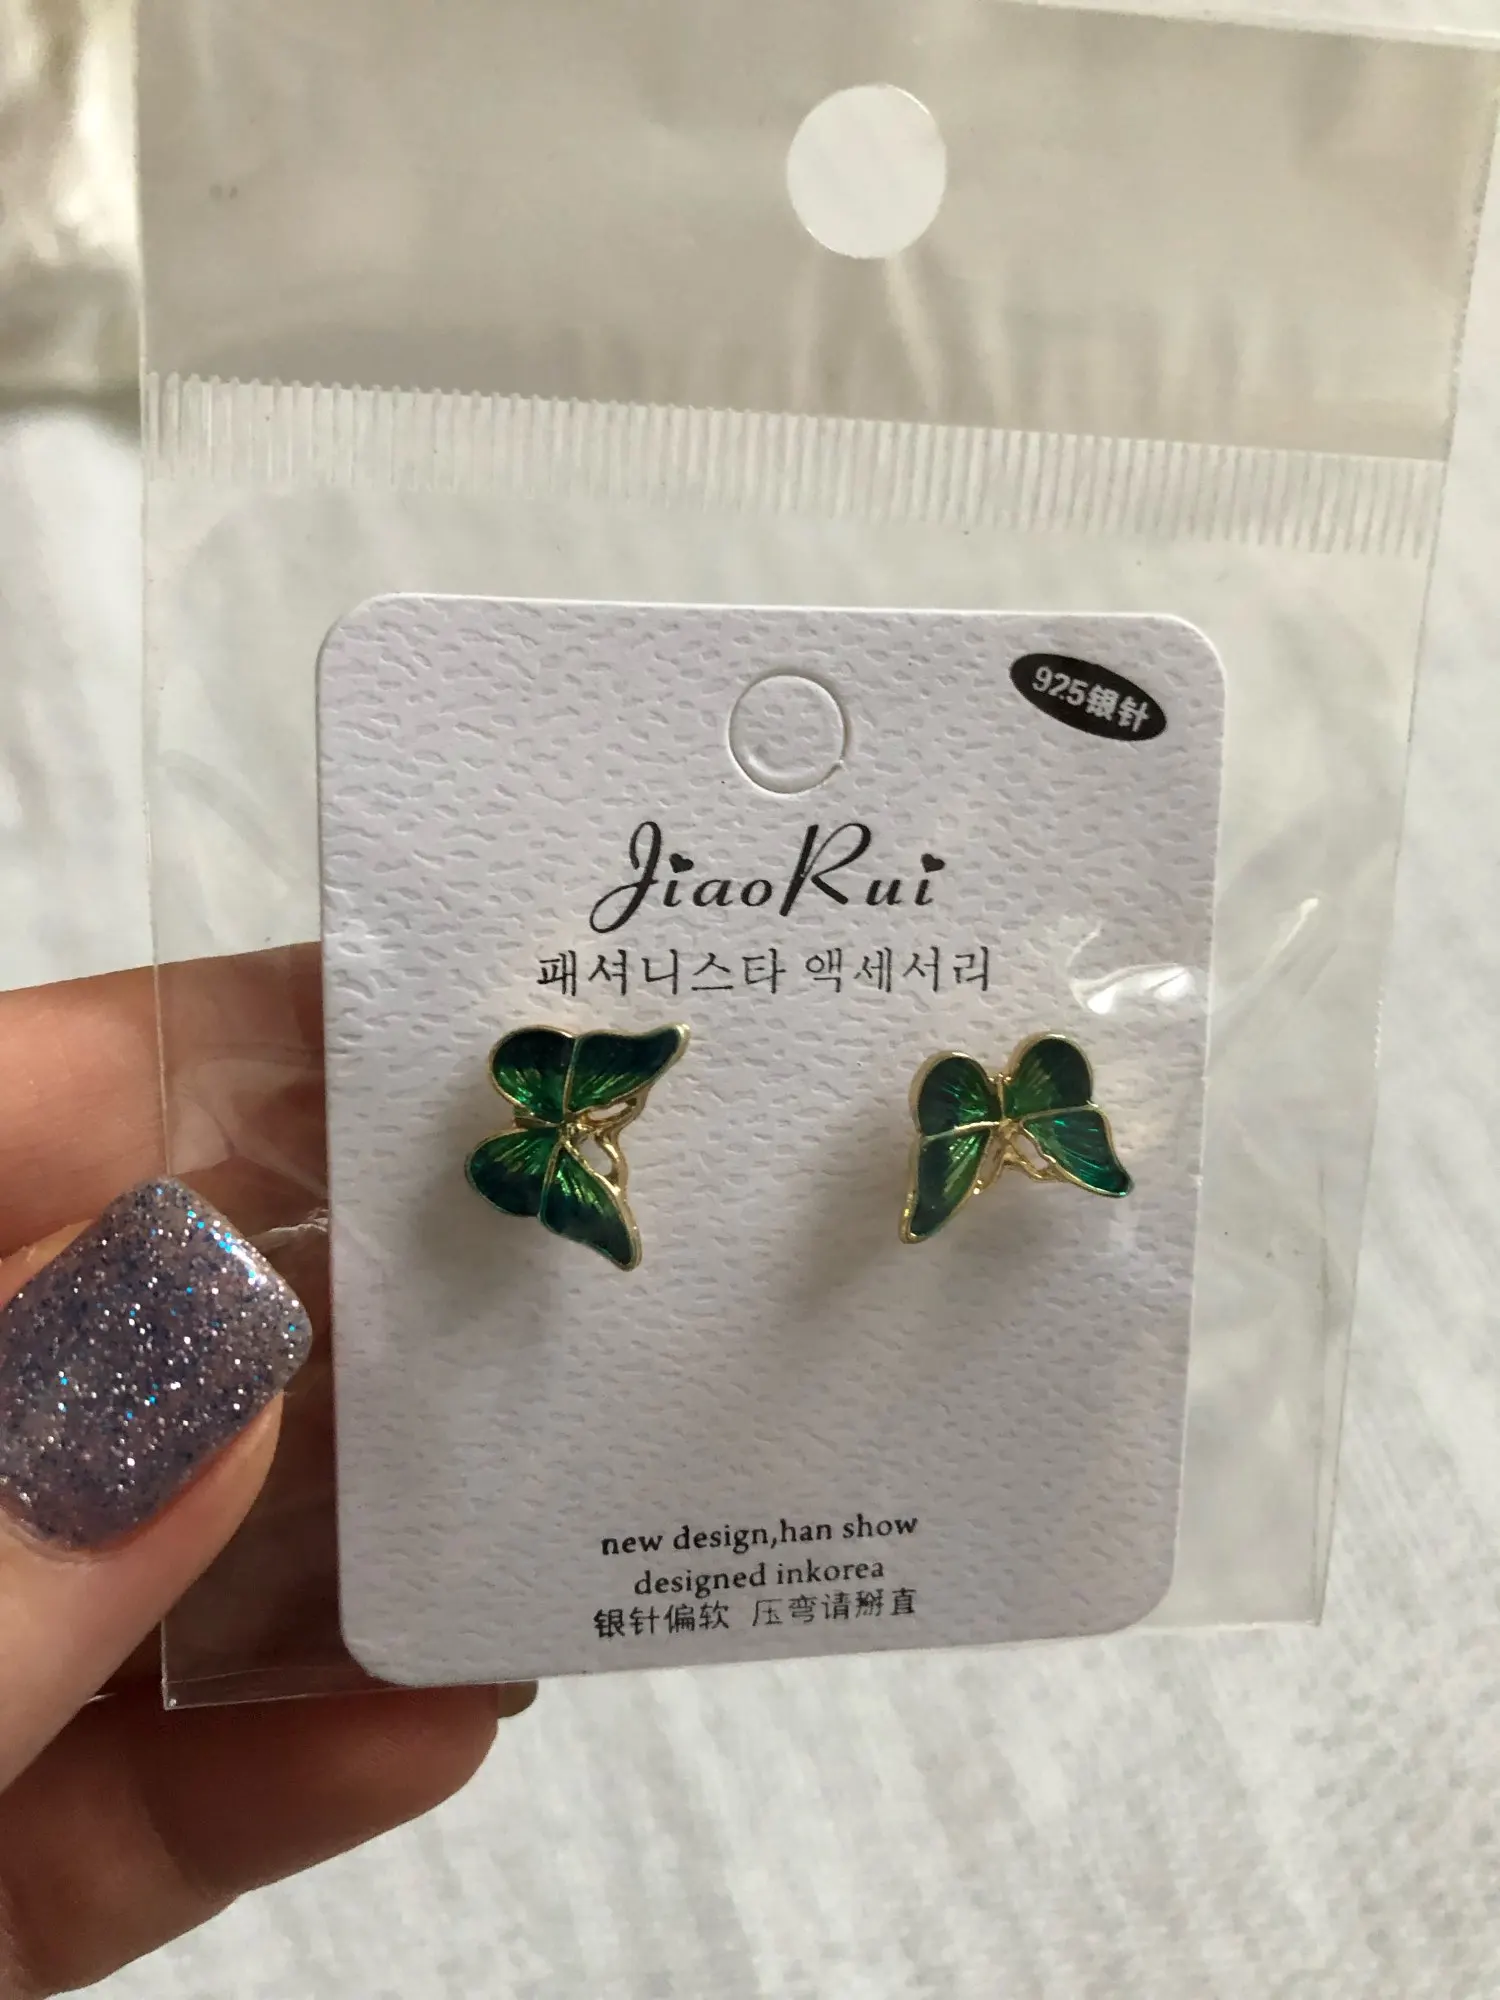 925银针
JiaoRui
패셔니스타 액세서리
new design,han show
designed inkorea
银针偏软 压弯请掰直